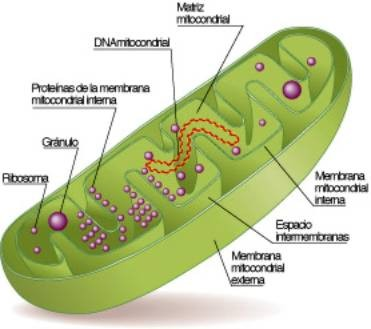 Matriz
mitocondrial
DNA mitocondrial
Proteínas de la membrana
mitocondrial interna
Gránulo
Ribosoma
Membrana
mitocondrial
interna
Espacio
intermembranas
Membrana
mitocondrial
externa